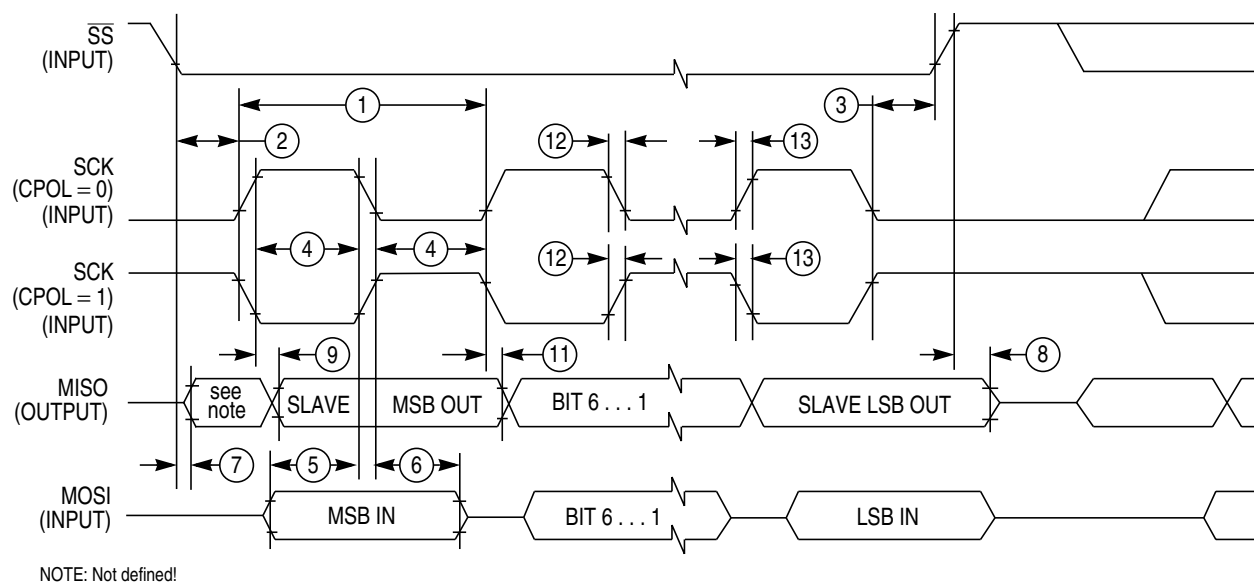 SS
(INPUT)
1
3
2
12
13
SCK
(CPOL = 0)
(INPUT)
4
4
SCK
(CPOL = 1)
(INPUT)
12
13
9
11
8
MISO
(OUTPUT)
see
note
SLAVE
MSB OUT
BIT 6 . . . 1
SLAVE LSB OUT
7
5
6
MOSI
(INPUT)
MSB IN
BIT 6 . . . 1
LSB IN
NOTE: Not defined!